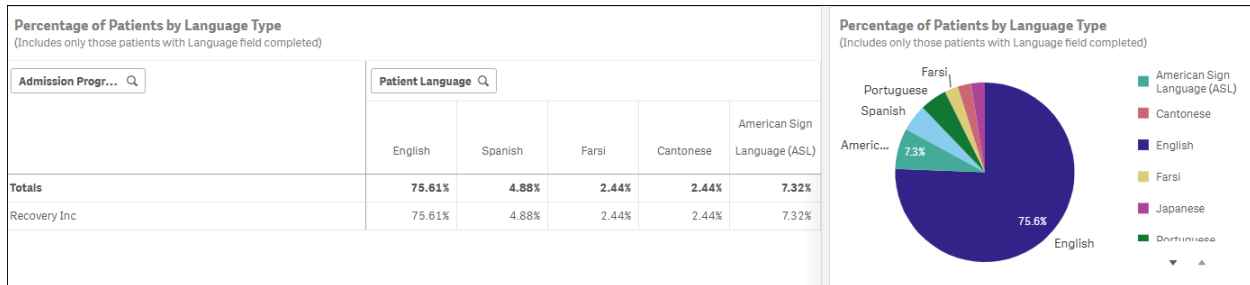 Percentage of Patients by Language Type
(Includes only those patients with Language field completed)
Admission Progr...
Patient Language
English Spanish Farsi Cantonese American Sign Language (ASL)
Totals 75.61% 4.88% 2.44% 2.44% 7.32%
Recovery Inc 75.61% 4.88% 2.44% 2.44% 7.32%
Percentage of Patients by Language Type
(Includes only those patients with Language field completed)
Farsi
Portuguese
Spanish
Americ...
7.3%
75.6%
English
American Sign
Language (ASL)
Cantonese
English
Farsi
Japanese
Portuguese